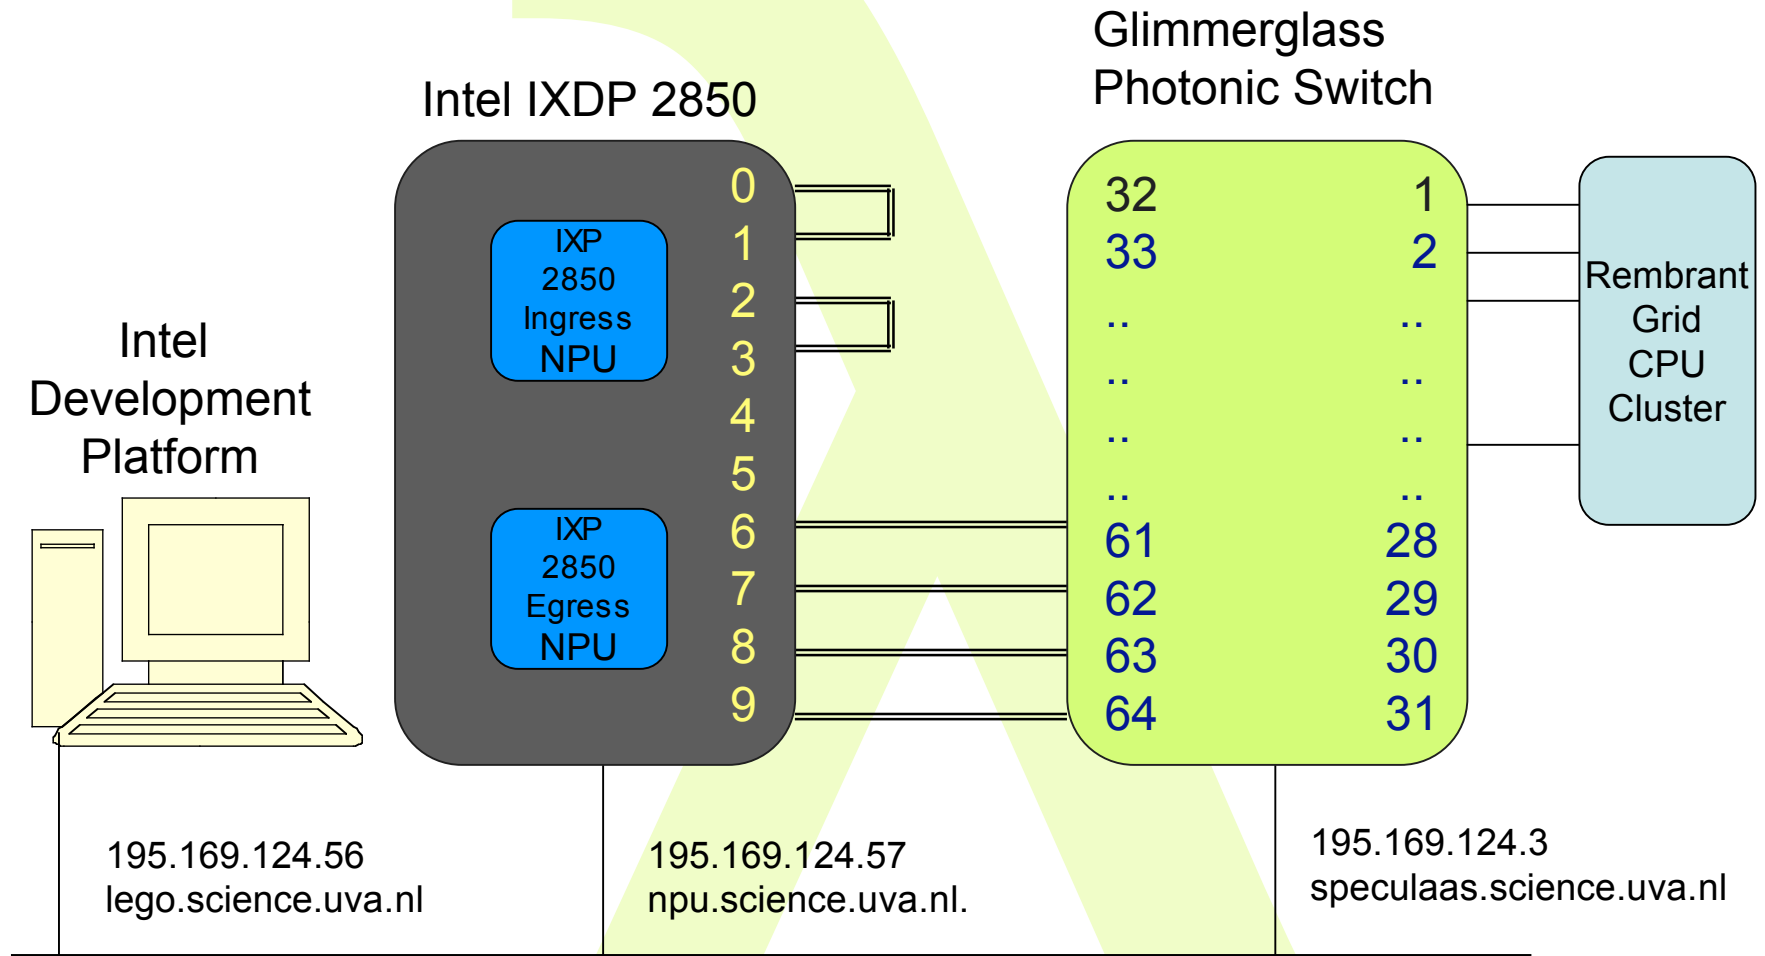 Glimmerglass
Photonic Switch
Intel IXDP 2850
0
1
2
3
4
5
6
7
8
9
IXP
2850
Ingress
NPU
IXP
2850
Egress
NPU
32 1
33 2
.. ..
.. ..
.. ..
.. ..
61 28
62 29
63 30
64 31
Rembrant
Grid
CPU
Cluster
Intel
Development
Platform
195.169.124.56
lego.science.uva.nl
195.169.124.57
npu.science.uva.nl.
195.169.124.3
speculaas.science.uva.nl